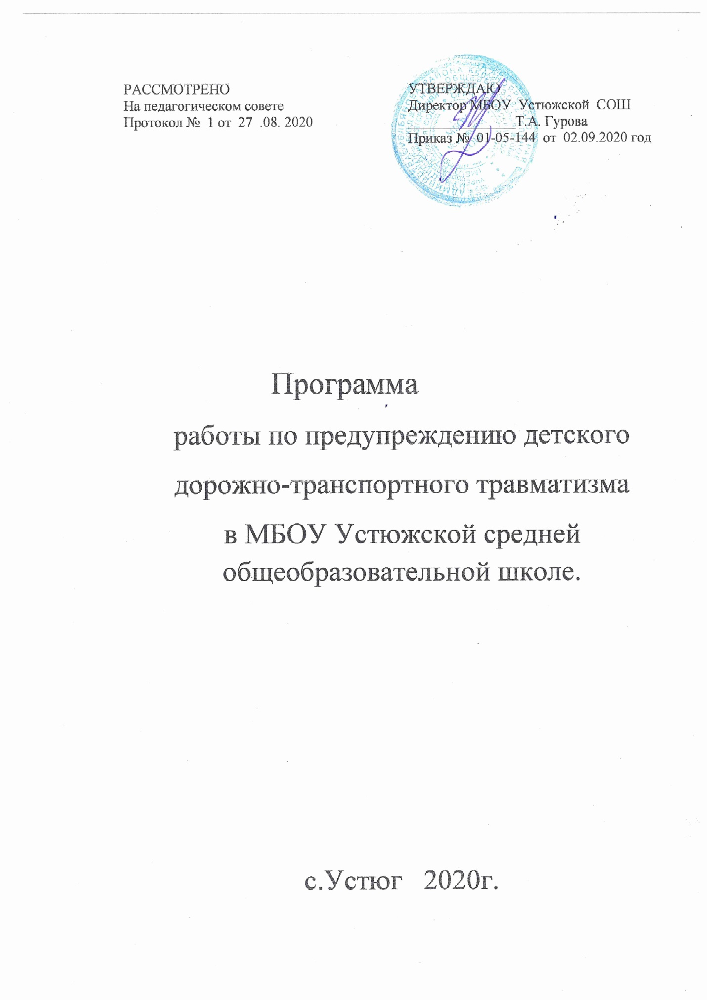 РАССМОТРЕНО
На педагогическом совете
Протокол №  1 от  27  .08. 2020
УТВЕРЖДАЮ
Директор МБОУ  Устюжской  СОШ
_______________Т.А. Гурова
Приказ №  01-05-144  от  02.09.2020 год
Программа
работы по предупреждению детского
дорожно-транспортного травматизма
в МБОУ Устюжской средней
общеобразовательной школе.
с.Устюг   2020г.